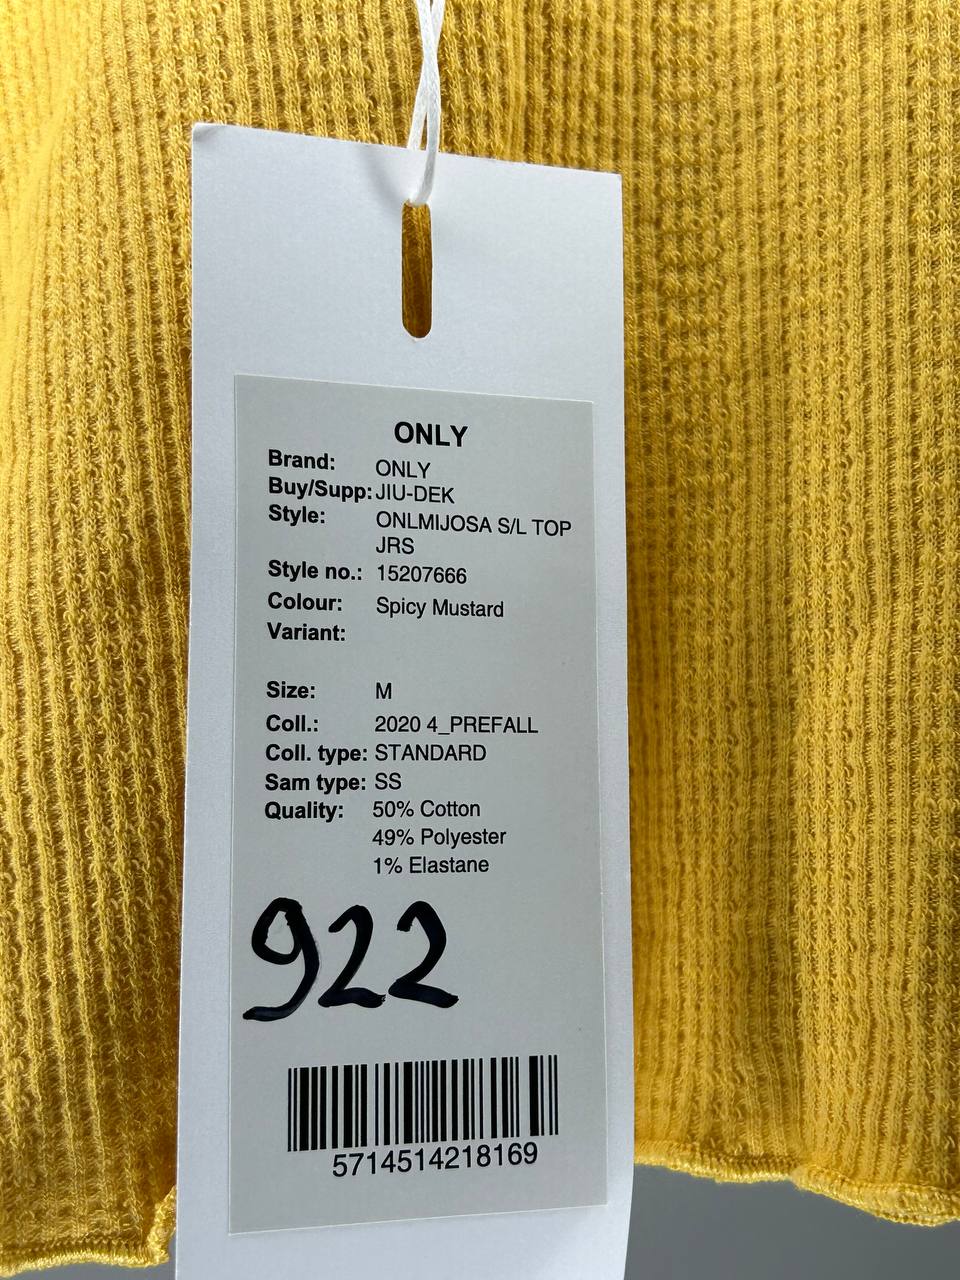 ONLY
Brand: ONLY
Buy/Supp: JIU-DEK
Style: ONLMIJOSA S/L TOP
JRS
Style no.: 15207666
Colour: Spicy Mustard
Variant:
Size: M
Coll.: 2020 4_PREFALL
Coll. type: STANDARD
Sam type: SS
Quality: 50% Cotton
49% Polyester
1% Elastane
922
5714514218169